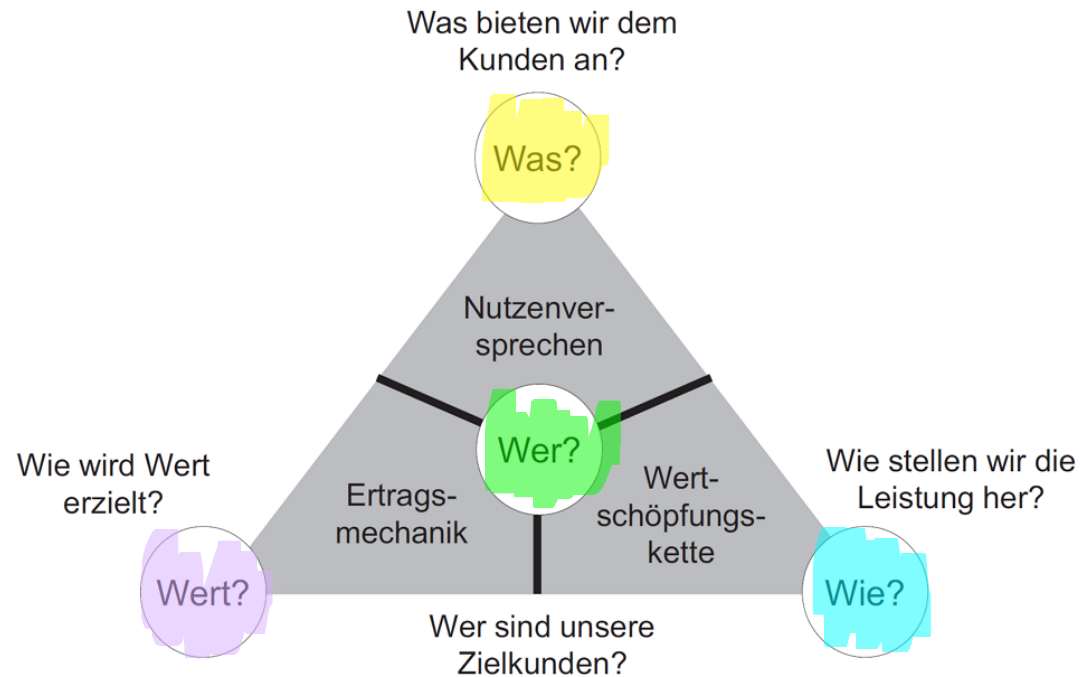 Was bieten wir dem
Kunden an?
Was?
Nutzenver-
sprechen
Wer?
Wie wird Wert
erzielt?
Ertrags-
mechanik
Wert-
schöpfungs-
kette
Wie stellen wir die
Leistung her?
Wert?
Wie?
Wer sind unsere
Zielkunden?